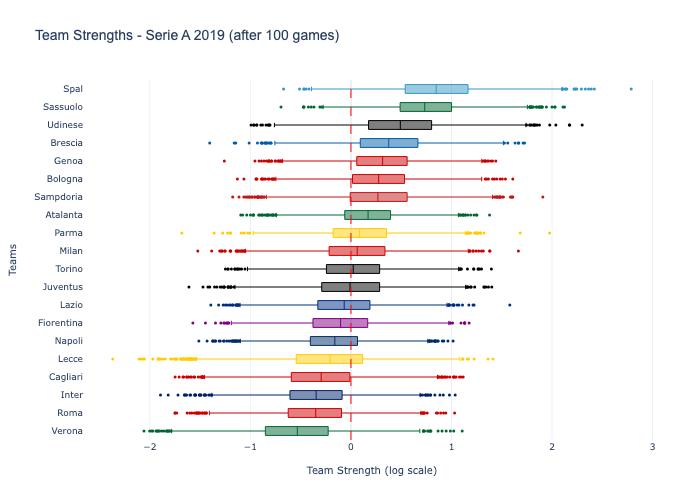 Team Strengths - Serie A 2019 (after 100 games)
Spal
Sassuolo
Udinese
Brescia
Genoa
Bologna
Sampdoria
Atalanta
Parma
Milan
Torino
Juventus
Lazio
Fiorentina
Napoli
Lecce
Cagliari
Inter
Roma
Verona
Teams
−2 −1 0 1 2 3
Team Strength (log scale)